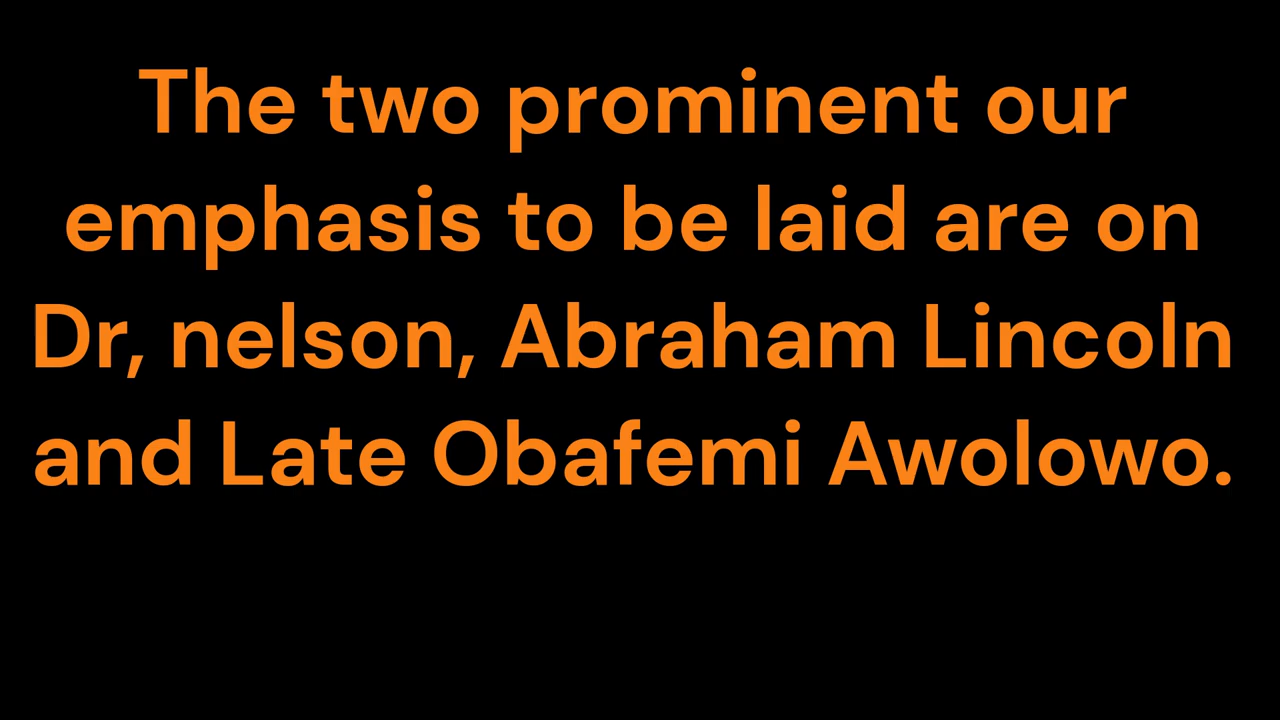 The two prominent our
emphasis to be laid are on
Dr, nelson, Abraham Lincoln
and Late Obafemi Awolowo.